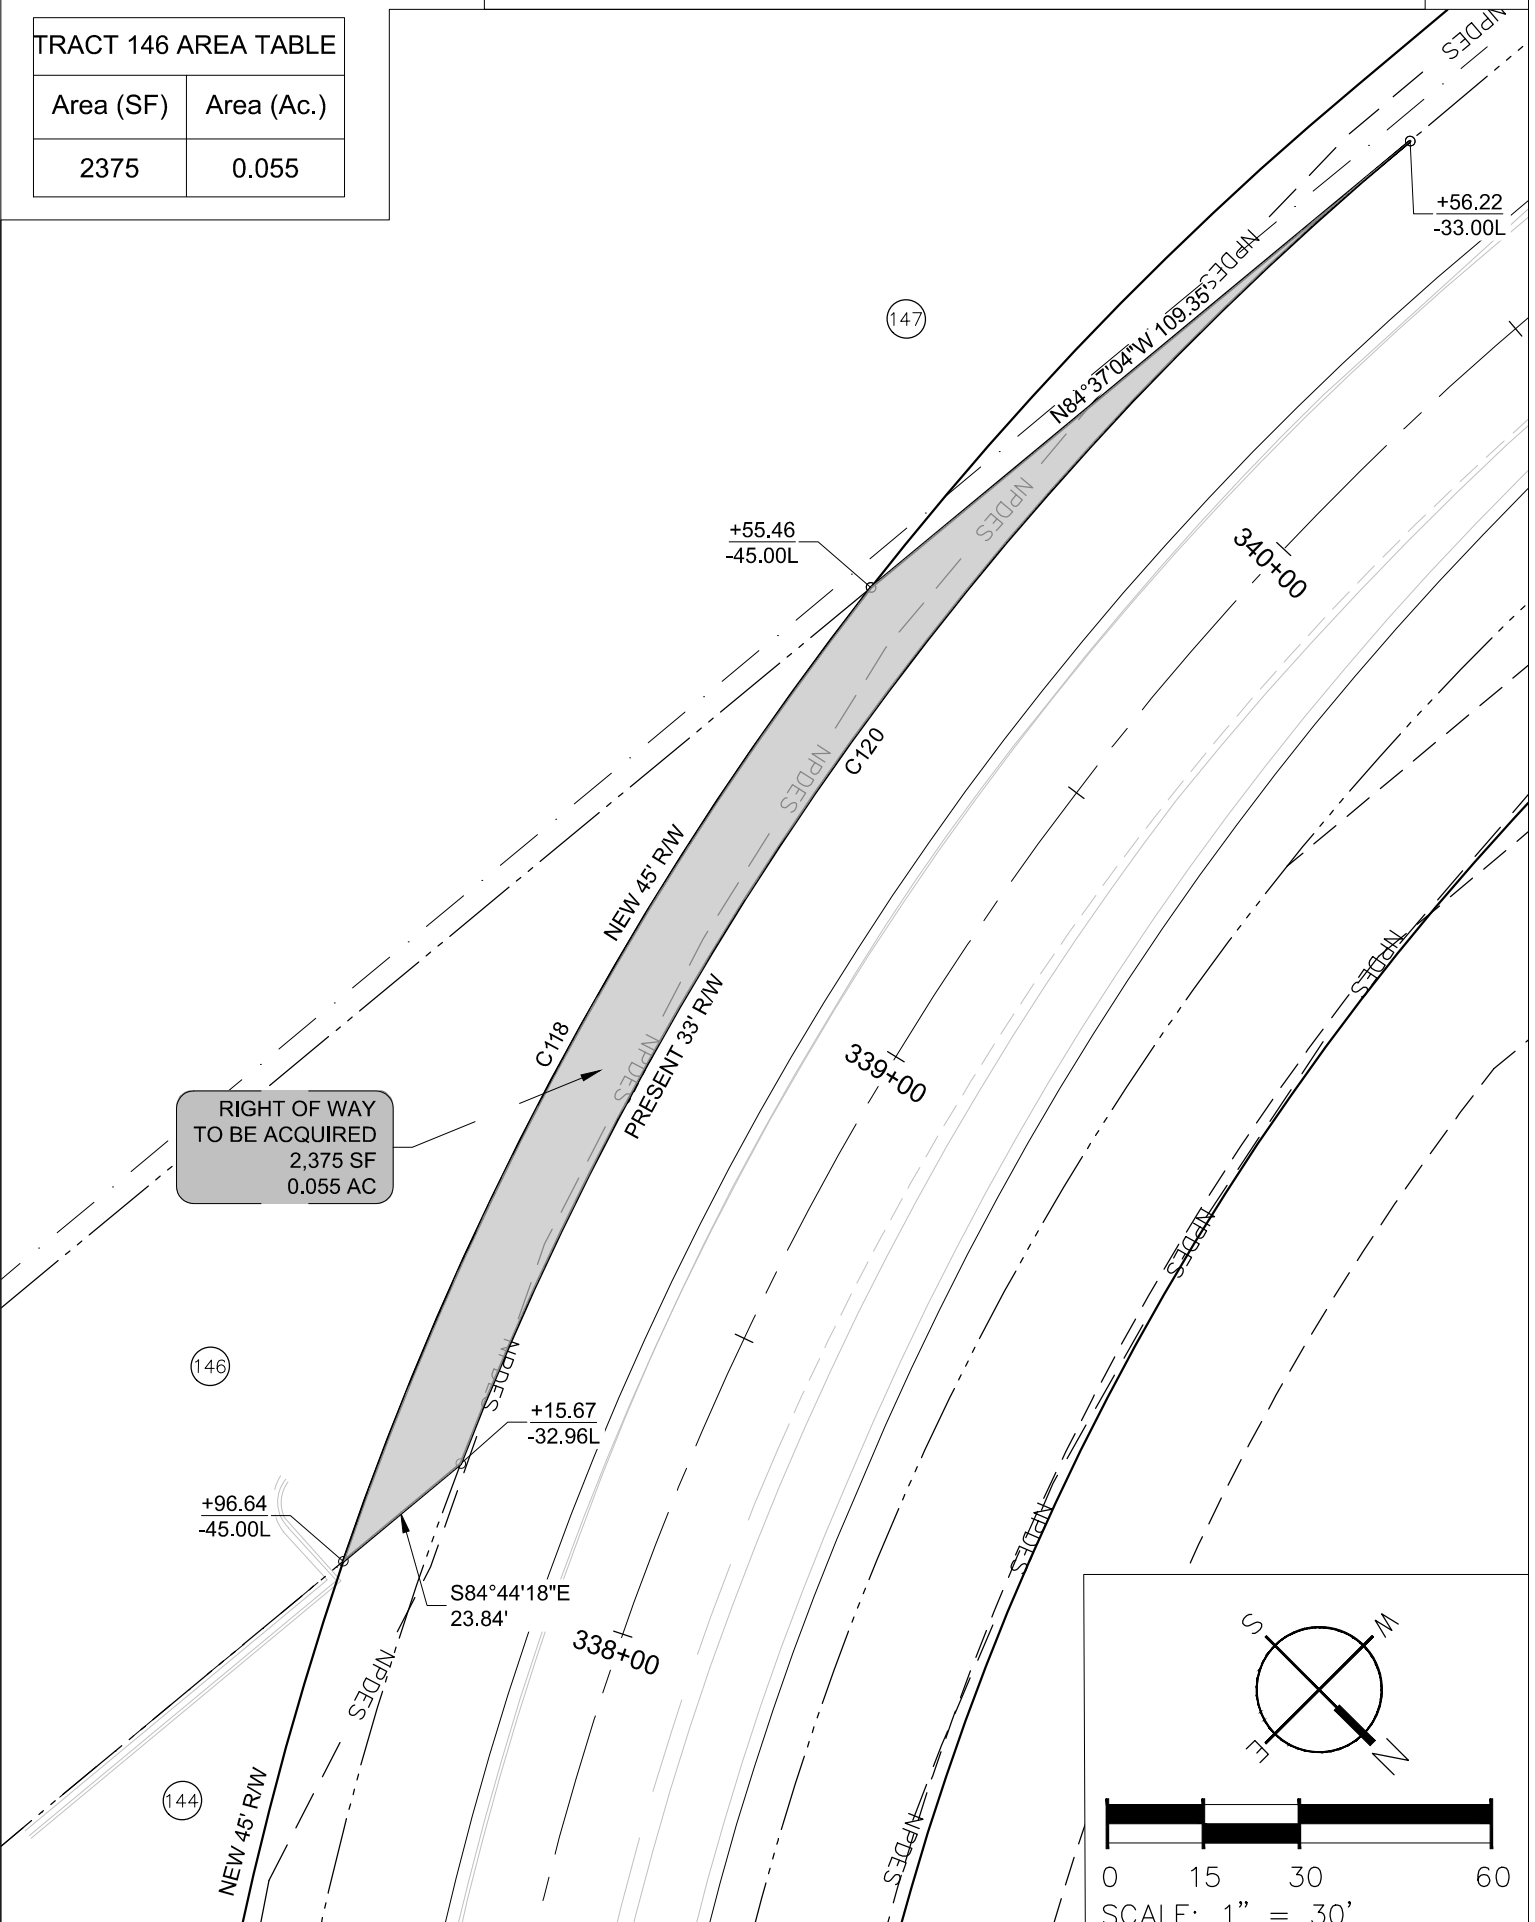 TRACT 146 AREA TABLE
Area (SF) Area (Ac.)
2375 0.055
NPDES
+56.22
-33.00L
147
NPDES
N84°37'04"W 109.35'
NPDES
+55.46
-45.00L
340+00
C120
NPDES
NEW 45' R/W
NPDES
PRESENT 33' R/W
C118
NPDES
339+00
RIGHT OF WAY
TO BE ACQUIRED
2,375 SF
0.055 AC
NPDES
146
NPDES
+15.67
-32.96L
+96.64
-45.00L
NPDES
S84°44'18"E
23.84'
338+00
NPDES
144
NEW 45' R/W
NPDES
S W
E N
0 15 30 60
SCALE: 1" = 30'